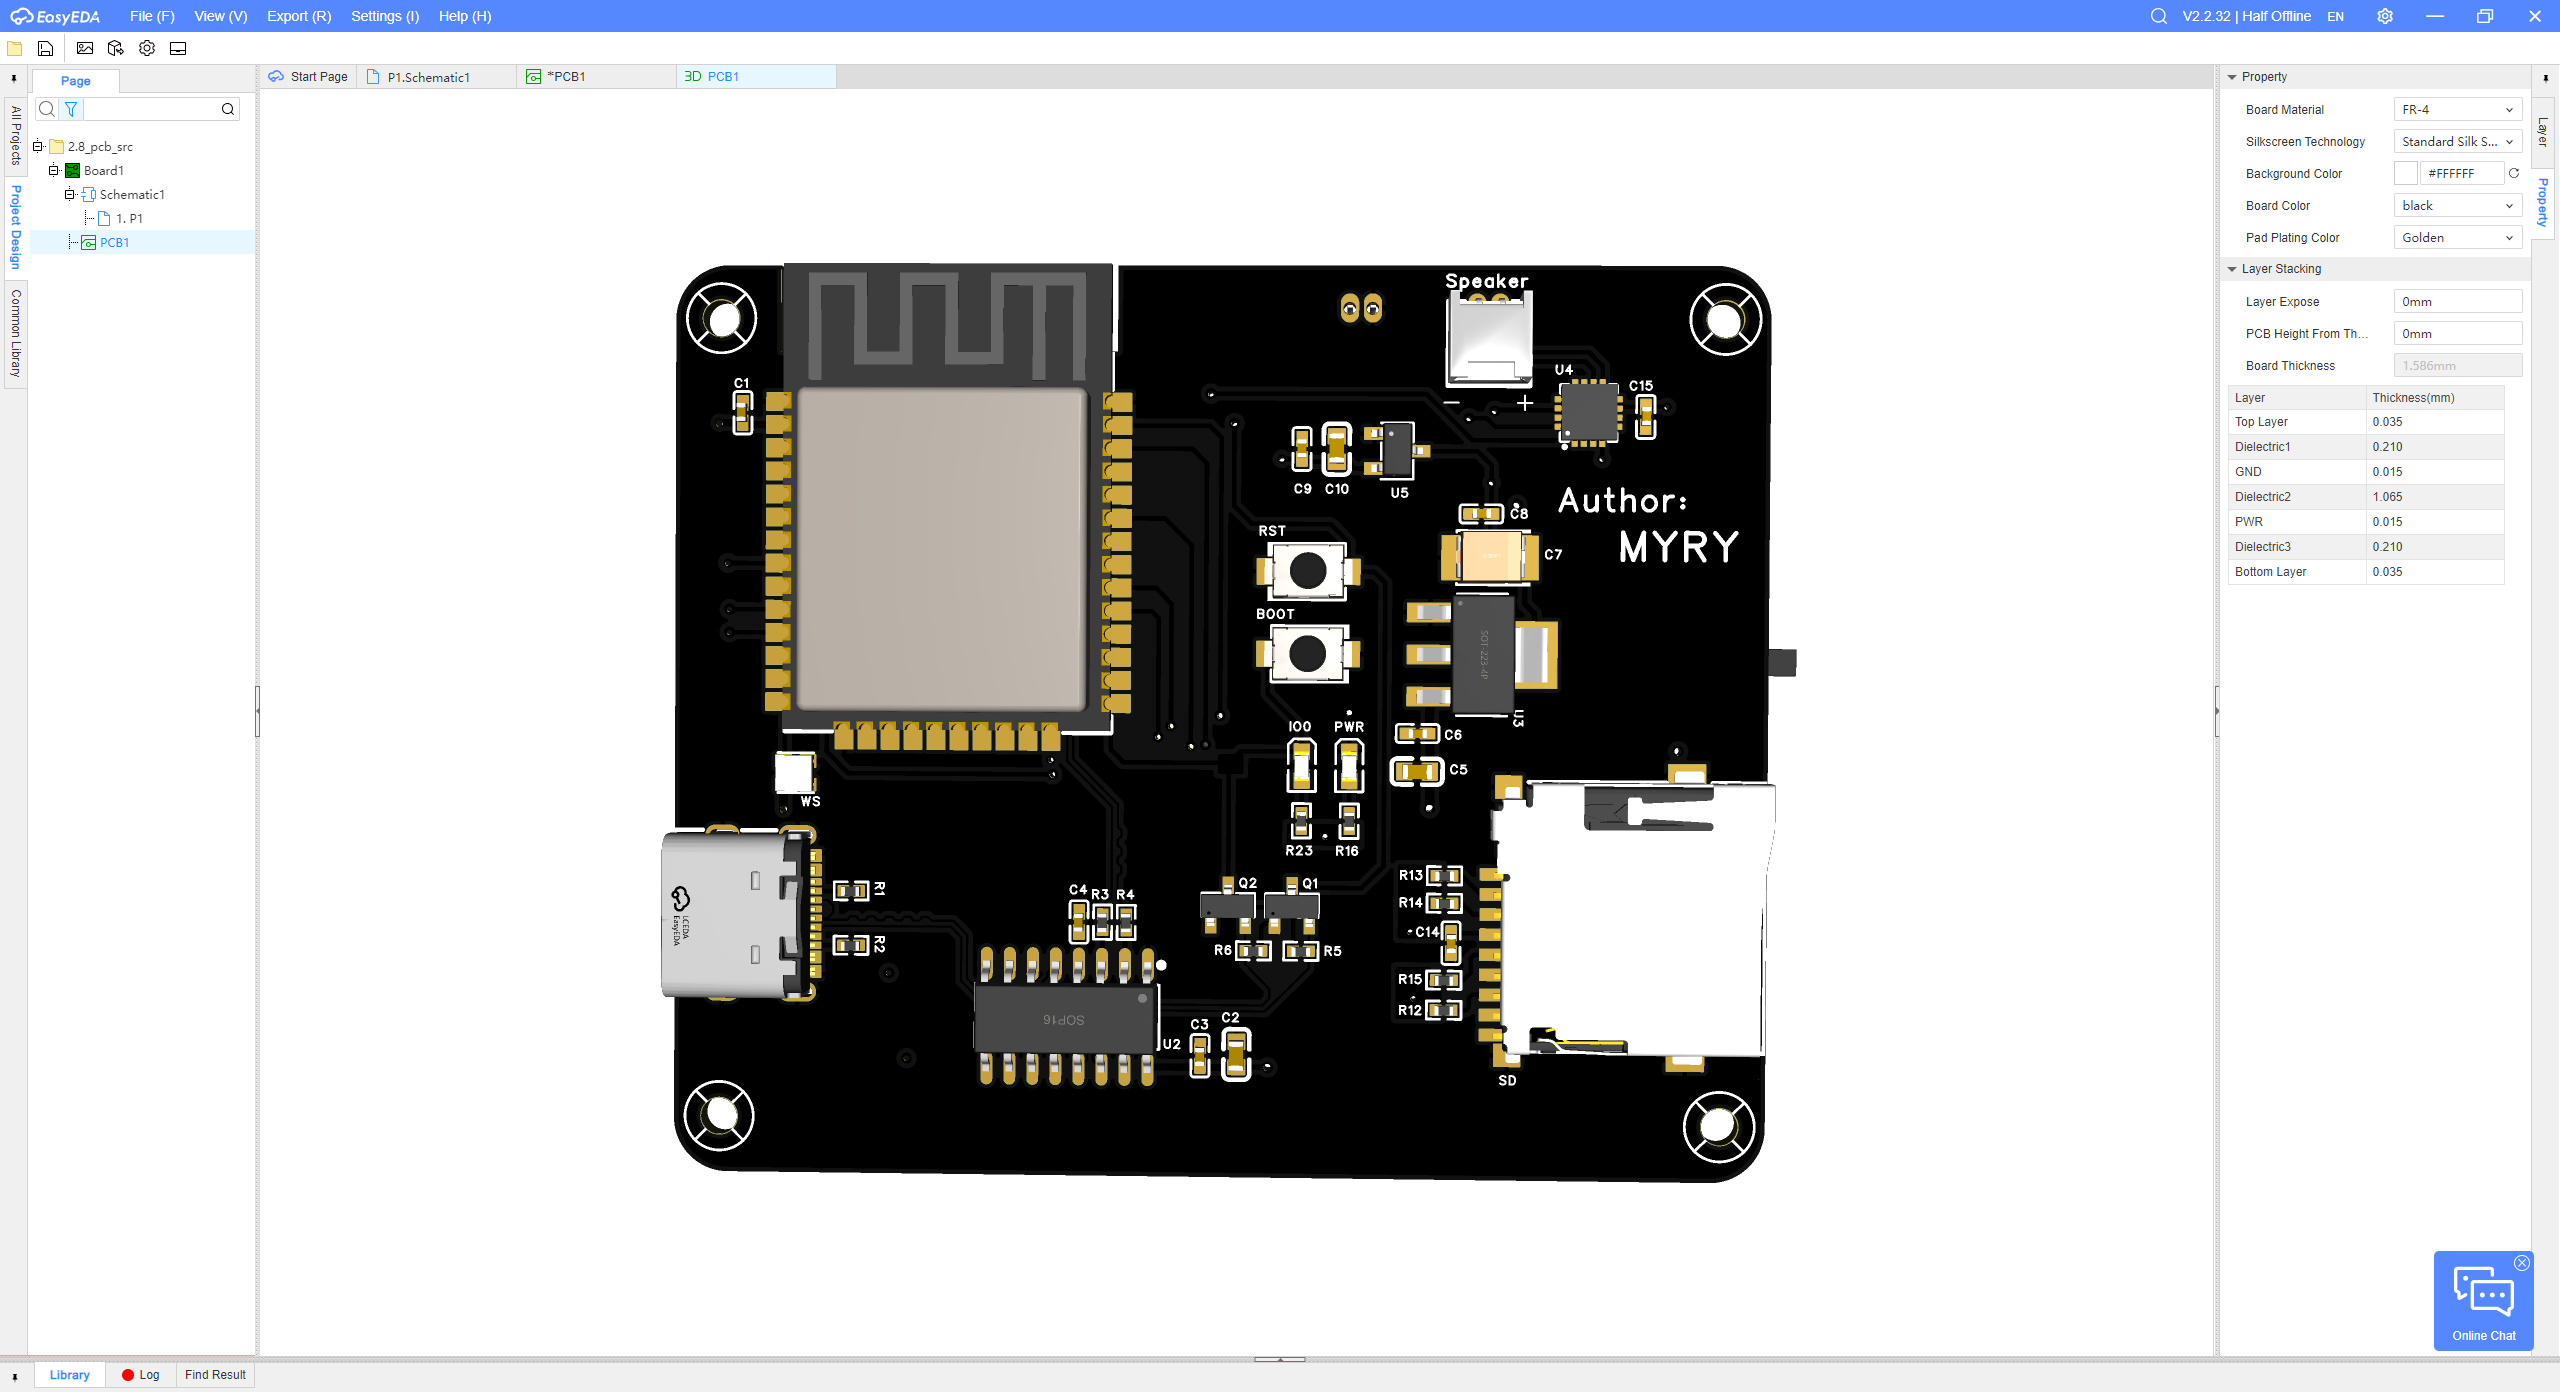 EasyEDA
File (F)
View (V)
Export (R)
Settings (I)
Help (H)
V2.2.32 | Half Offline
EN
Page
All Projects
Project Design
Common Library
2.8_pcb_src
Board1
Schematic1
1. P1
PCB1
Start Page
P1.Schematic1
*PCB1
3D PCB1
Speaker
− +
U4
C15
C1
C9
C10
U5
C8
Author:
MYRY
RST
C7
BOOT
SOT-223-4P
U3
IO0
PWR
C6
C5
WS
R23
R16
R13
R14
C14
R15
R12
SD
Q2
Q1
R6
R5
C4
R3
R4
R1
R2
LCEDA
EasyEDA
SOP16
U2
C3
C2
Property
Board Material FR-4
Silkscreen Technology Standard Silk S...
Background Color #FFFFFF
Board Color black
Pad Plating Color Golden
Layer Stacking
Layer Expose 0mm
PCB Height From Th... 0mm
Board Thickness 1.586mm
Layer Thickness(mm)
Top Layer 0.035
Dielectric1 0.210
GND 0.015
Dielectric2 1.065
PWR 0.015
Dielectric3 0.210
Bottom Layer 0.035
Layer
Property
Online Chat
Library
Log
Find Result